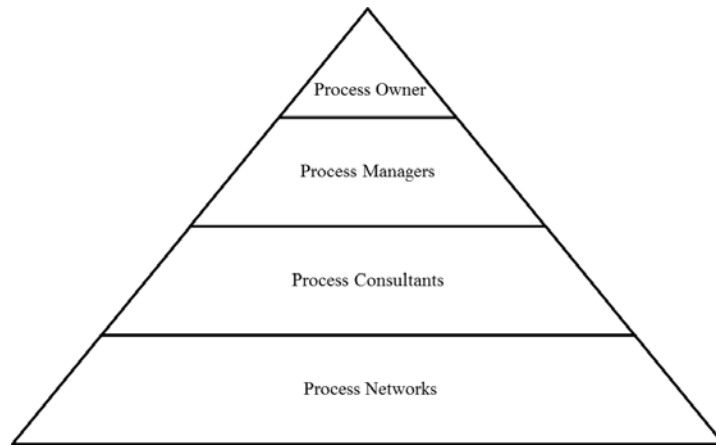 Process Owner
Process Managers
Process Consultants
Process Networks